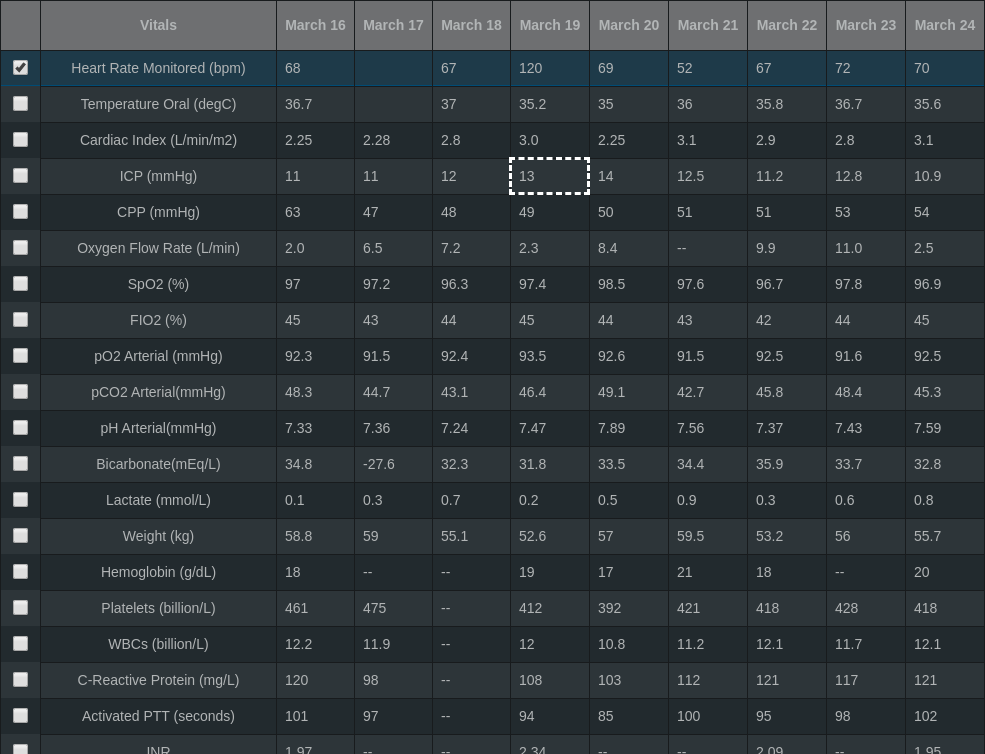 Vitals March 16 March 17 March 18 March 19 March 20 March 21 March 22 March 23 March 24
Heart Rate Monitored (bpm) 68 67 120 69 52 67 72 70
Temperature Oral (degC) 36.7 37 35.2 35 36 35.8 36.7 35.6
Cardiac Index (L/min/m2) 2.25 2.28 2.8 3.0 2.25 3.1 2.9 2.8 3.1
ICP (mmHg) 11 11 12 13 14 12.5 11.2 12.8 10.9
CPP (mmHg) 63 47 48 49 50 51 51 53 54
Oxygen Flow Rate (L/min) 2.0 6.5 7.2 2.3 8.4 -- 9.9 11.0 2.5
SpO2 (%) 97 97.2 96.3 97.4 98.5 97.6 96.7 97.8 96.9
FIO2 (%) 45 43 44 45 44 43 42 44 45
pO2 Arterial (mmHg) 92.3 91.5 92.4 93.5 92.6 91.5 92.5 91.6 92.5
pCO2 Arterial(mmHg) 48.3 44.7 43.1 46.4 49.1 42.7 45.8 48.4 45.3
pH Arterial(mmHg) 7.33 7.36 7.24 7.47 7.89 7.56 7.37 7.43 7.59
Bicarbonate(mEq/L) 34.8 -27.6 32.3 31.8 33.5 34.4 35.9 33.7 32.8
Lactate (mmol/L) 0.1 0.3 0.7 0.2 0.5 0.9 0.3 0.6 0.8
Weight (kg) 58.8 59 55.1 52.6 57 59.5 53.2 56 55.7
Hemoglobin (g/dL) 18 -- -- 19 17 21 18 -- 20
Platelets (billion/L) 461 475 -- 412 392 421 418 428 418
WBCs (billion/L) 12.2 11.9 -- 12 10.8 11.2 12.1 11.7 12.1
C-Reactive Protein (mg/L) 120 98 -- 108 103 112 121 117 121
Activated PTT (seconds) 101 97 -- 94 85 100 95 98 102
INR 1.97 -- -- 2.34 -- -- 2.09 -- 1.95